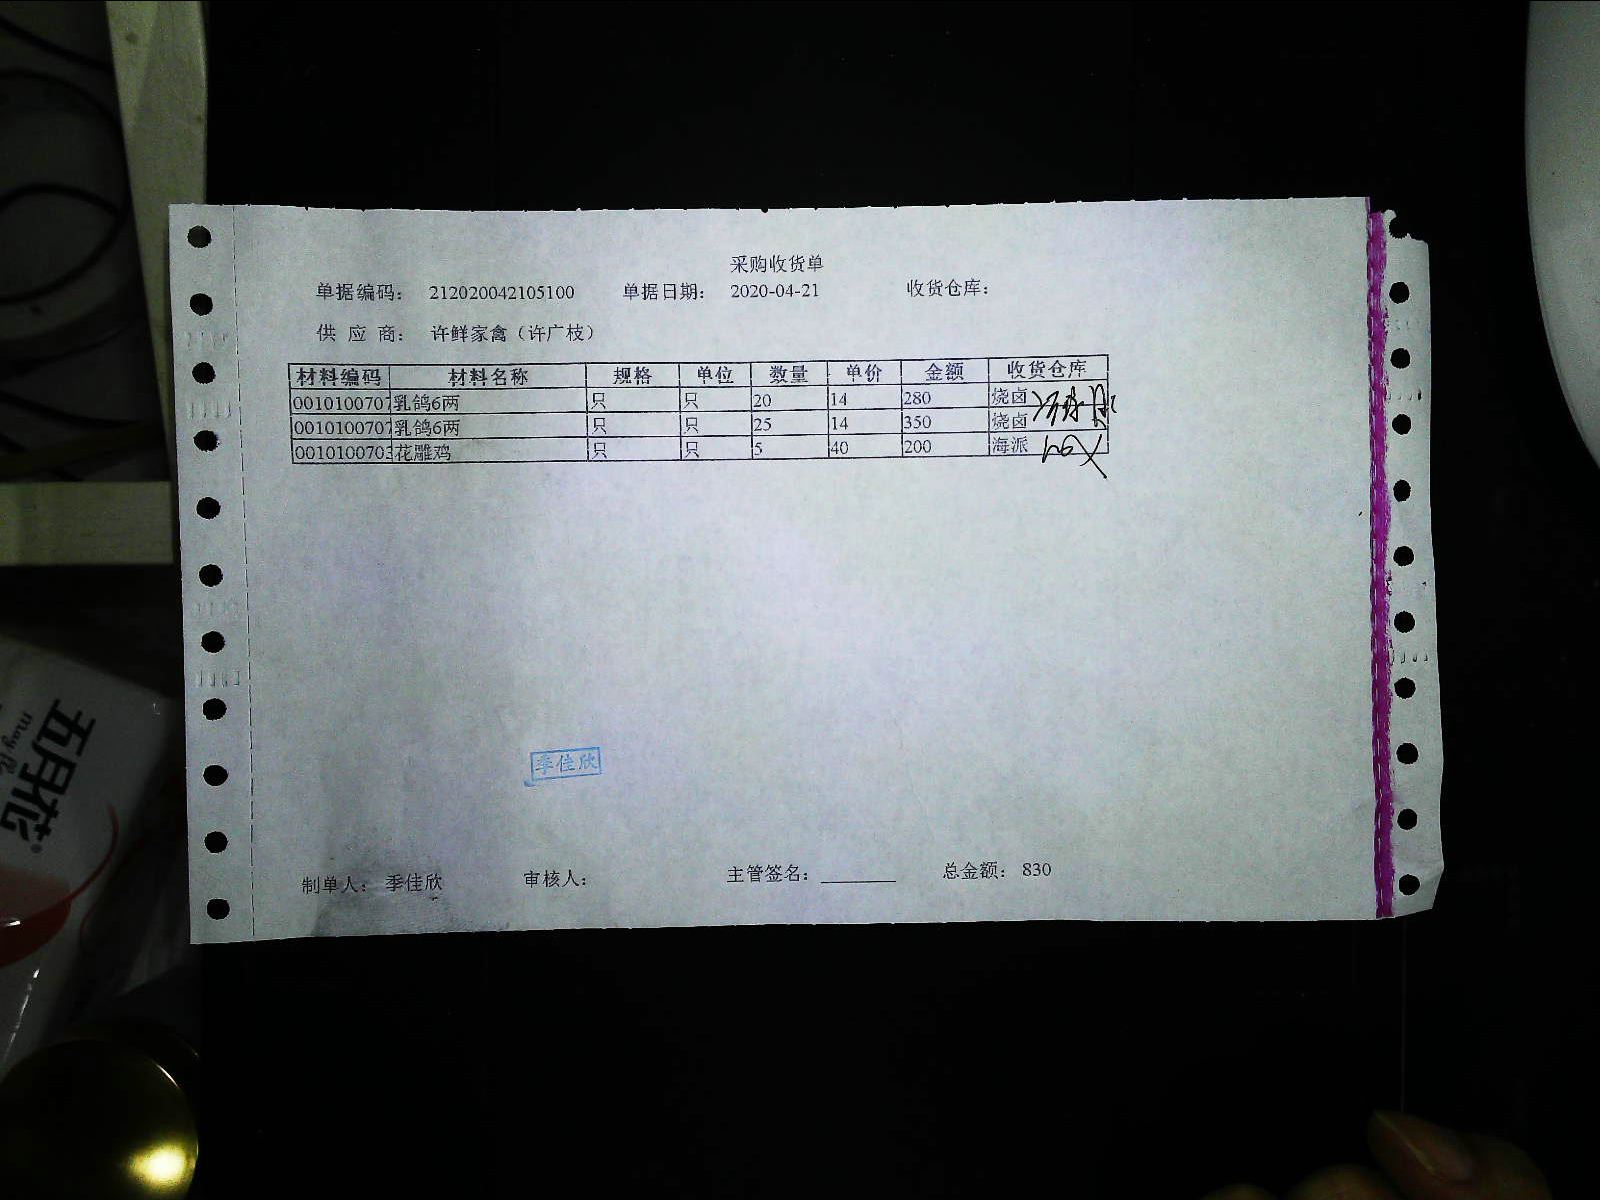 采购收货单
单据编码： 212020042105100 单据日期： 2020-04-21 收货仓库：
供 应 商： 许鲜家禽（许广枝）
材料编码 材料名称 规格 单位 数量 单价 金额 收货仓库
0010100707 乳鸽6两 只 只 20 14 280 烧卤
0010100707 乳鸽6两 只 只 25 14 350 烧卤
0010100703 花雕鸡 只 只 5 40 200 海派
季佳欣
制单人： 季佳欣 审核人： 主管签名： ________ 总金额： 830
五月花
may